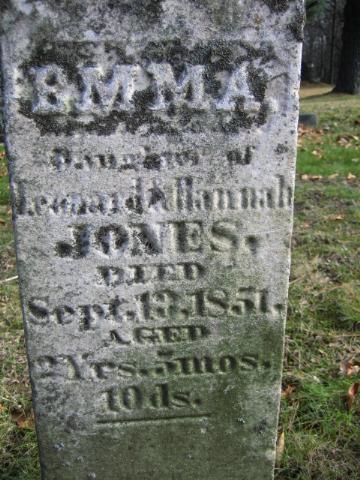 EMMA.
Daughter of
Leonard & Hannah
JONES,
DIED
Sept. 13, 1851.
AGED
2 Yrs. 5 mos.
10 ds.